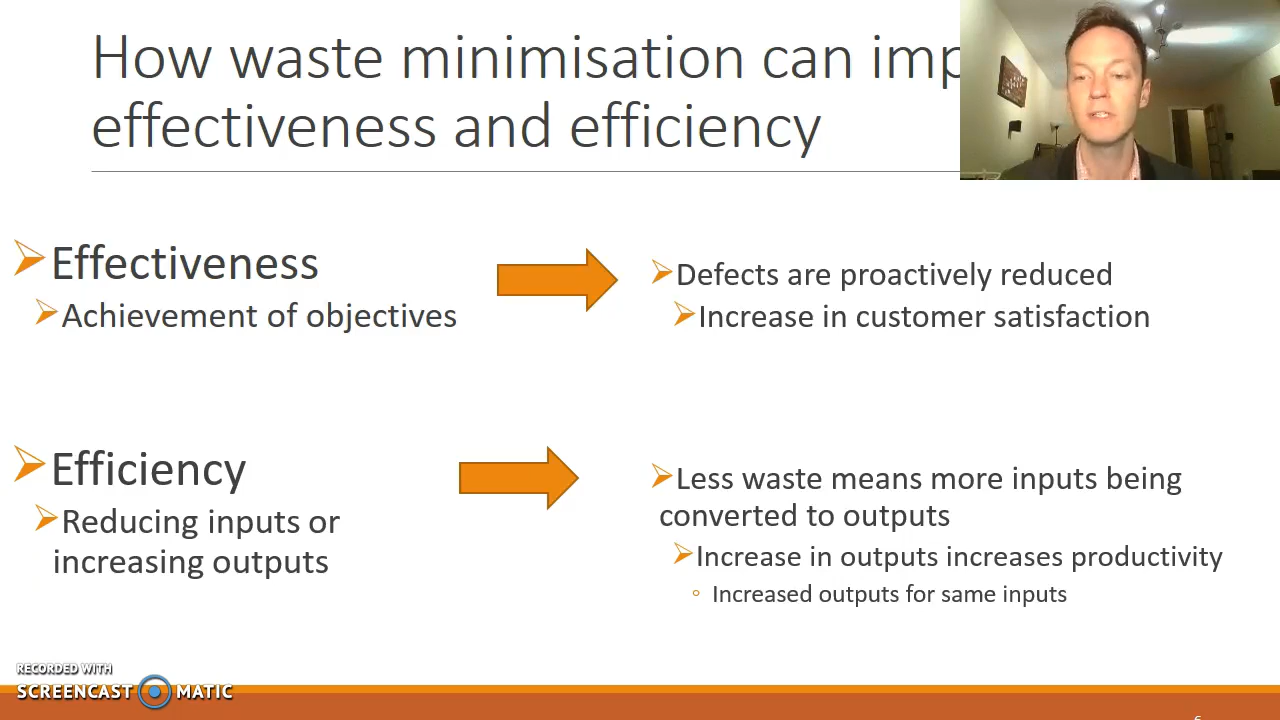 How waste minimisation can imp
effectiveness and efficiency
Effectiveness
Achievement of objectives
Defects are proactively reduced
Increase in customer satisfaction
Efficiency
Reducing inputs or
increasing outputs
Less waste means more inputs being
converted to outputs
Increase in outputs increases productivity
Increased outputs for same inputs
RECORDED WITH
SCREENCAST MATIC